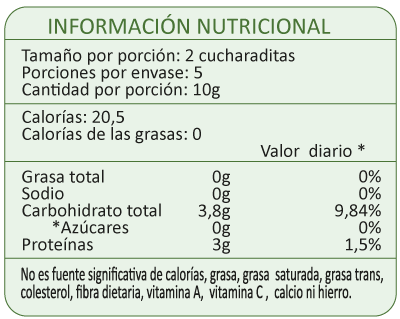 INFORMACIÓN NUTRICIONAL
Tamaño por porción: 2 cucharaditas
Porciones por envase: 5
Cantidad por porción: 10g
Calorías: 20,5
Calorías de las grasas: 0
Valor diario *
Grasa total 0g 0%
Sodio 0g 0%
Carbohidrato total 3,8g 9,84%
*Azúcares 0g 0%
Proteínas 3g 1,5%
No es fuente significativa de calorías, grasa, grasa saturada, grasa trans,
colesterol, fibra dietaria, vitamina A, vitamina C , calcio ni hierro.